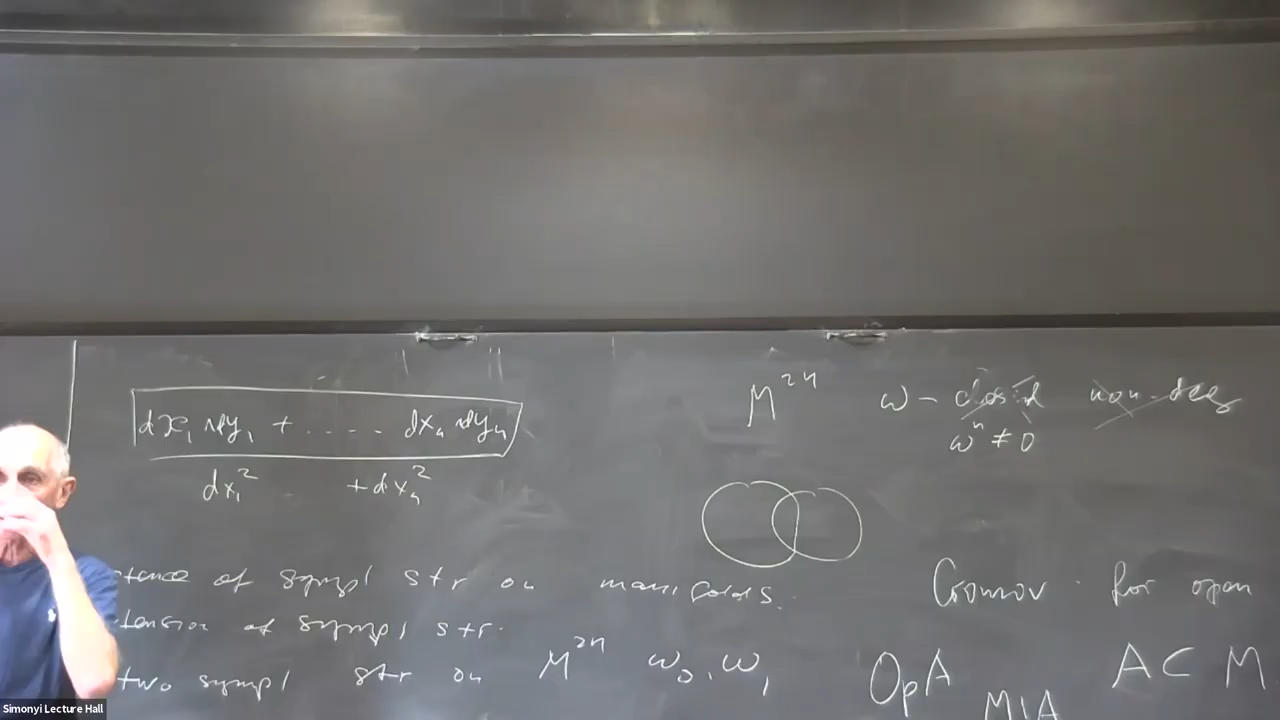 dx₁∧dy₁ + ..... dxₙ∧dyₙ
dx₁² + dxₙ²
M²ⁿ ω – closed non-deg
ωⁿ ≠ 0
tence of sympl str on manifolds.
tension of sympl str.
two sympl str on M²ⁿ ω₀, ω₁
Gromov . for open
OpA
A ⊂ M
M\A
Simonyi Lecture Hall